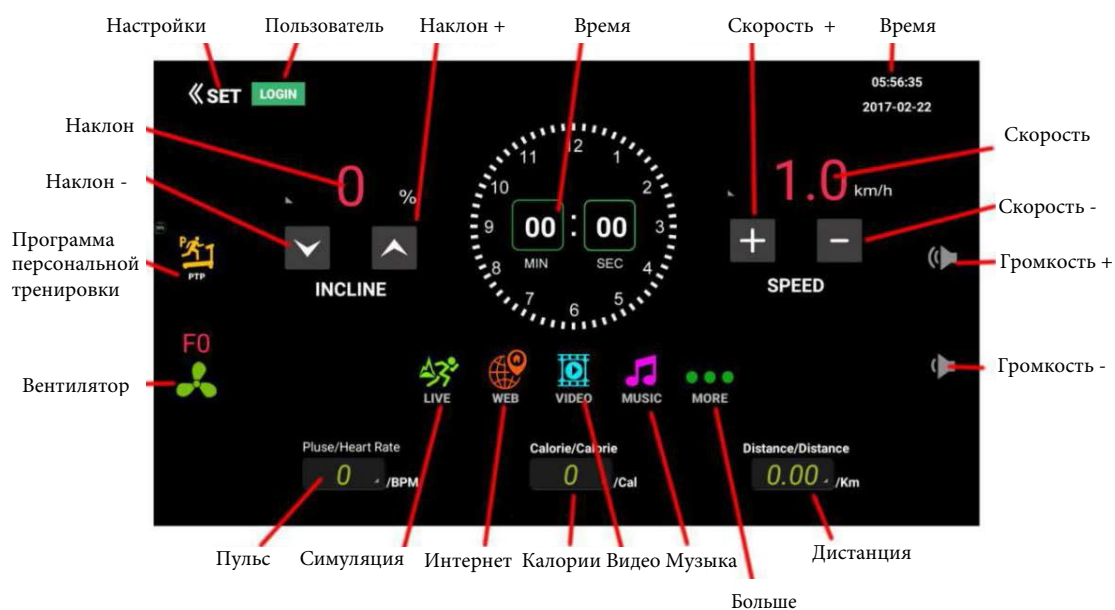 Настройки Пользователь Наклон + Время Скорость + Время
SET LOGIN
05:56:35
2017-02-22
Наклон
Наклон -
Программа
персональной
тренировки
Вентилятор
0 %
INCLINE
PTP
F0
12
1
2
3
4
5
6
7
8
9
10
11
00 : 00
MIN SEC
1.0 km/h
+ -
SPEED
Скорость
Скорость -
Громкость +
Громкость -
LIVE WEB VIDEO MUSIC MORE
Pluse/Heart Rate
0 /BPM
Calorie/Calorie
0 /Cal
Distance/Distance
0.00 /Km
Пульс Симуляция Интернет Калории Видео Музыка Дистанция
Больше